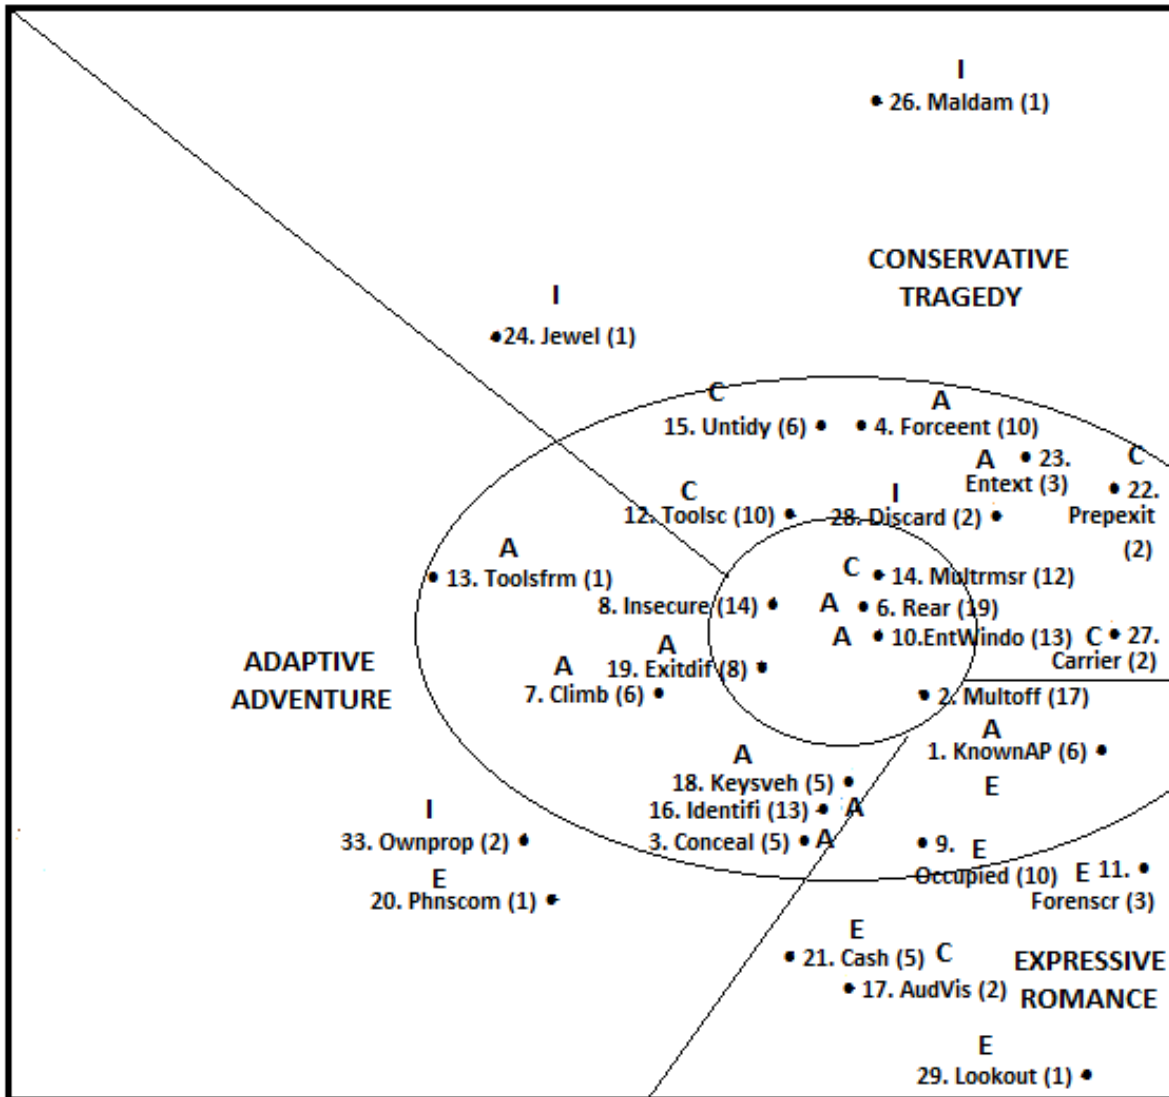 I
26. Maldam (1)
CONSERVATIVE
TRAGEDY
I
24. Jewel (1)
C
A
15. Untidy (6)
4. Forceent (10)
A
23.
C
Entext (3)
22.
C
I
12. Toolsc (10)
28. Discard (2)
Prepexit
(2)
A
13. Toolsfrm (1)
C
14. Multrmsr (12)
8. Insecure (14)
A
6. Rear (19)
A
10.EntWindo (13)
C
27.
Carrier (2)
ADAPTIVE
ADVENTURE
A
A
19. Exitdif (8)
7. Climb (6)
2. Multoff (17)
A
1. KnownAP (6)
E
A
18. Keysveh (5)
16. Identifi (13)
A
3. Conceal (5)
A
I
33. Ownprop (2)
E
20. Phnscom (1)
9.
E
Occupied (10)
E
11.
Forenscr (3)
E
21. Cash (5)
C
17. AudVis (2)
EXPRESSIVE
ROMANCE
E
29. Lookout (1)